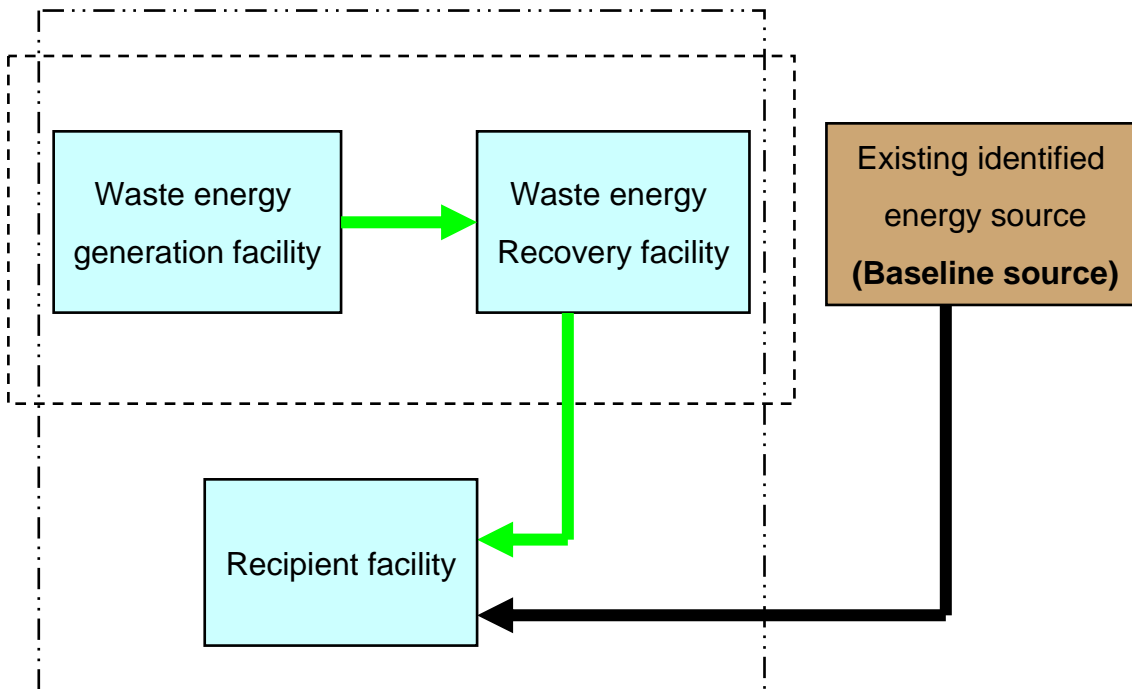 Waste energy
generation facility
Waste energy
Recovery facility
Existing identified
energy source
(Baseline source)
Recipient facility